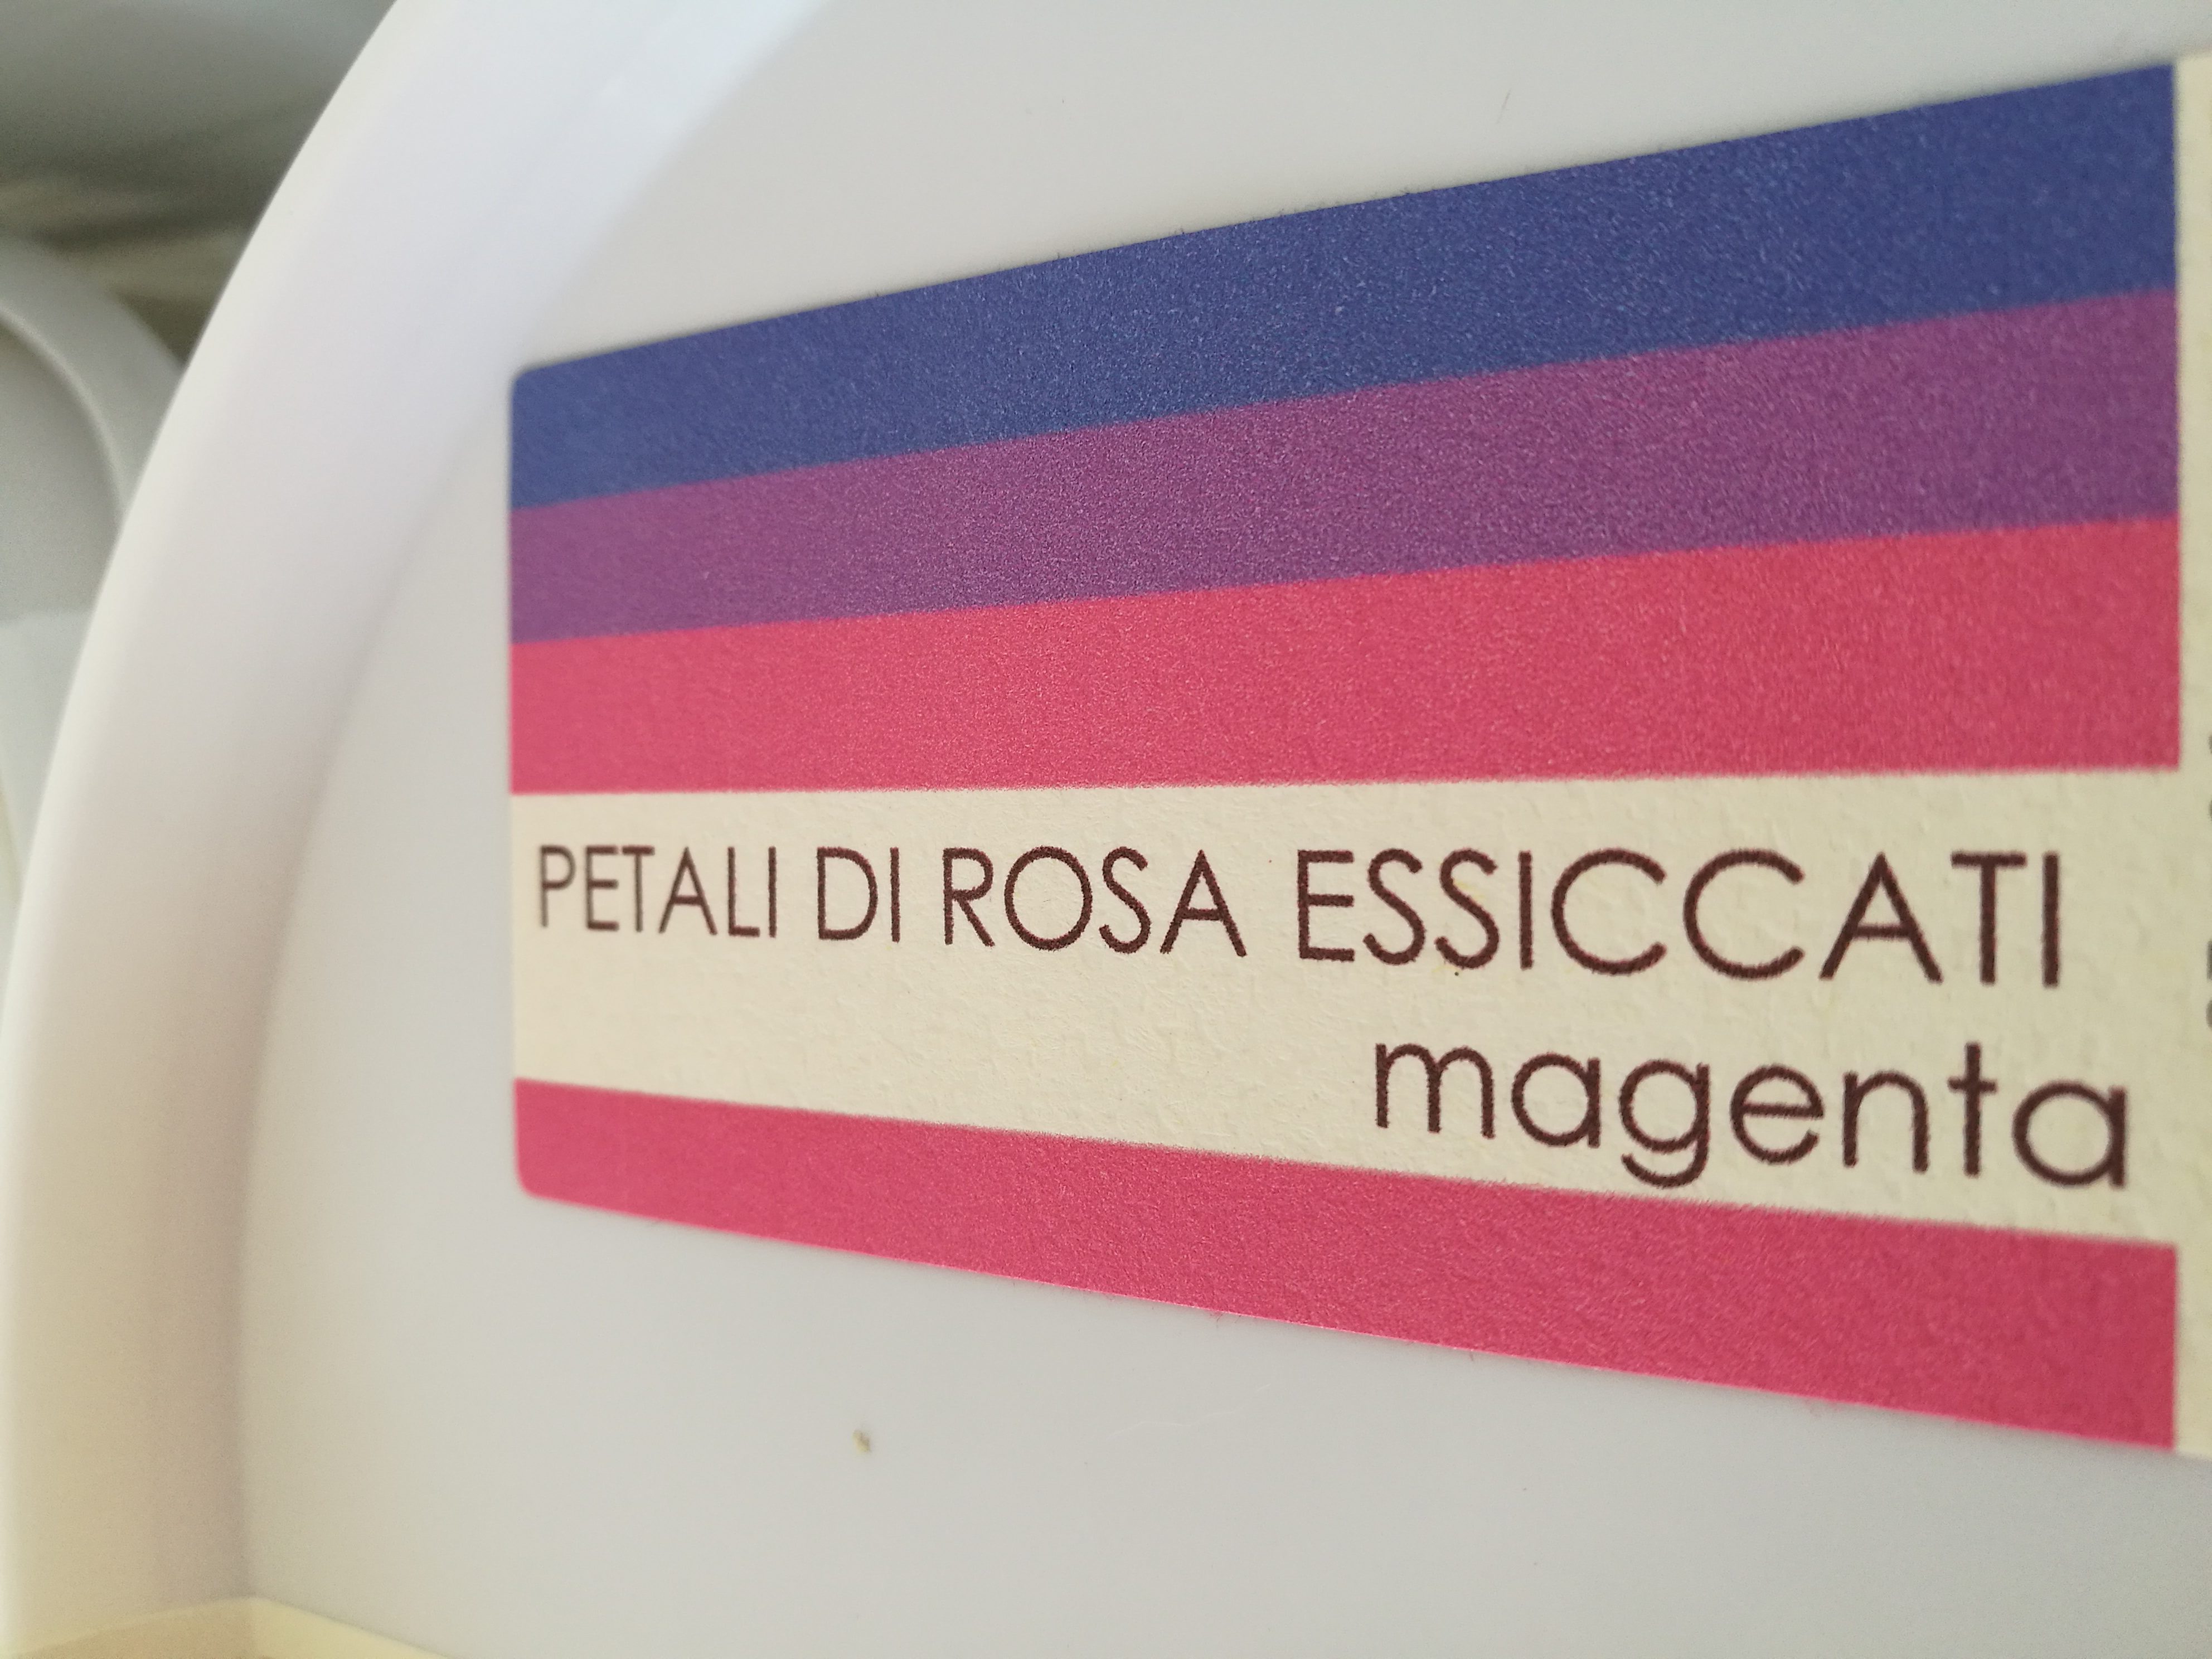 PETALI DI ROSA ESSICCATI
magenta